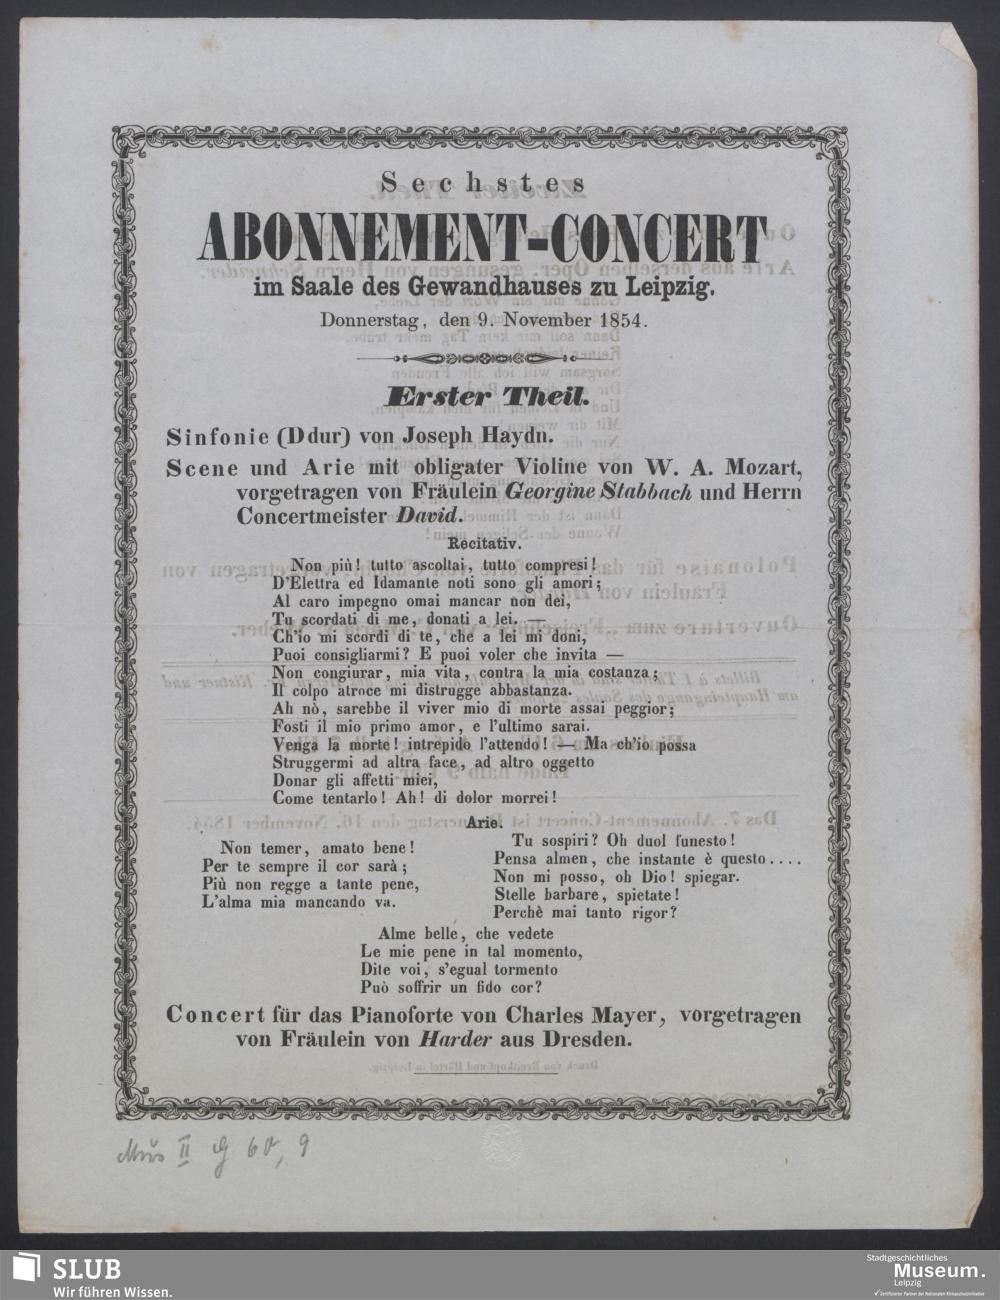 Sechstes
ABONNEMENT-CONCERT
im Saale des Gewandhauses zu Leipzig.
Donnerstag, den 9. November 1854.
Erster Theil.
Sinfonie (Ddur) von Joseph Haydn.
Scene und Arie mit obligater Violine von W. A. Mozart,
vorgetragen von Fräulein Georgine Stabbach und Herrn
Concertmeister David.
Recitativ.
Non più! tutto ascoltai, tutto compresi!
D'Elettra ed Idamante noti sono gli amori;
Al caro impegno omai mancar non dei,
Tu scordati di me, donati a lei. —
Ch'io mi scordi di te, che a lei mi doni,
Puoi consigliarmi? E puoi voler che invita —
Non congiurar, mia vita, contra la mia costanza;
Il colpo atroce mi distrugge abbastanza.
Ah nò, sarebbe il viver mio di morte assai peggior;
Fosti il mio primo amor, e l'ultimo sarai.
Venga la morte! intrepido l'attendo! — Ma ch'io possa
Struggermi ad altra face, ad altro oggetto
Donar gli affetti miei,
Come tentarlo! Ah! di dolor morrei!
Arie.
Non temer, amato bene!
Per te sempre il cor sarà;
Più non regge a tante pene,
L'alma mia mancando va.
Tu sospiri? Oh duol funesto!
Pensa almen, che instante è questo....
Non mi posso, oh Dio! spiegar.
Stelle barbare, spietate!
Perchè mai tanto rigor?
Alme belle, che vedete
Le mie pene in tal momento,
Dite voi, s'egual tormento
Può soffrir un fido cor?
Concert für das Pianoforte von Charles Mayer, vorgetragen
von Fräulein von Harder aus Dresden.
SLUB
Wir führen Wissen.
Stadtgeschichtliches
Museum.
Leipzig
Zertifizierter Partner der Nationalen Klimaschutzinitiative